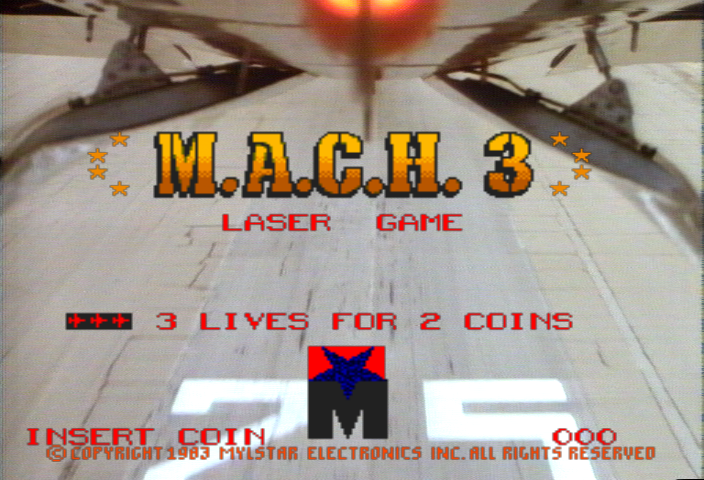 M.A.C.H. 3
LASER GAME
3 LIVES FOR 2 COINS
M
75
INSERT COIN 000
©COPYRIGHT 1983 MYLSTAR ELECTRONICS INC. ALL RIGHTS RESERVED